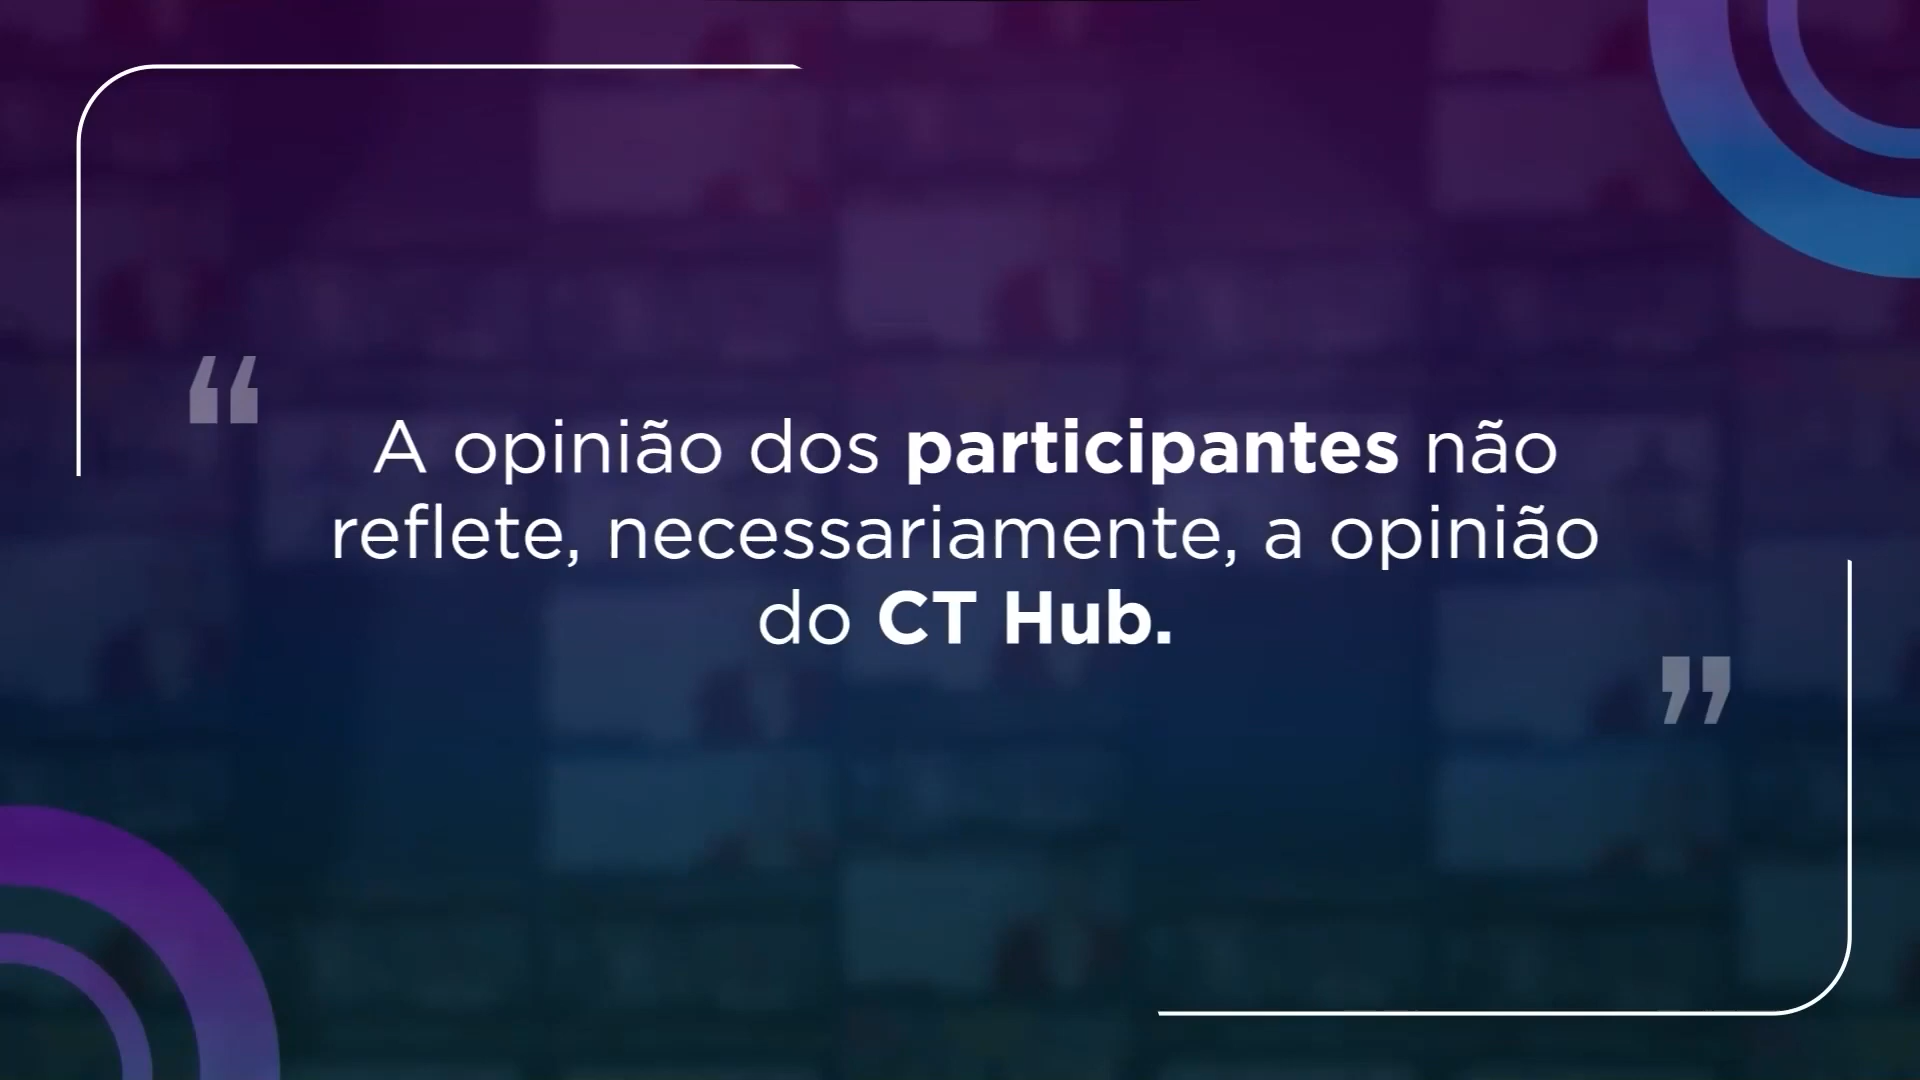 “
A opinião dos participantes não
reflete, necessariamente, a opinião
do CT Hub.
”